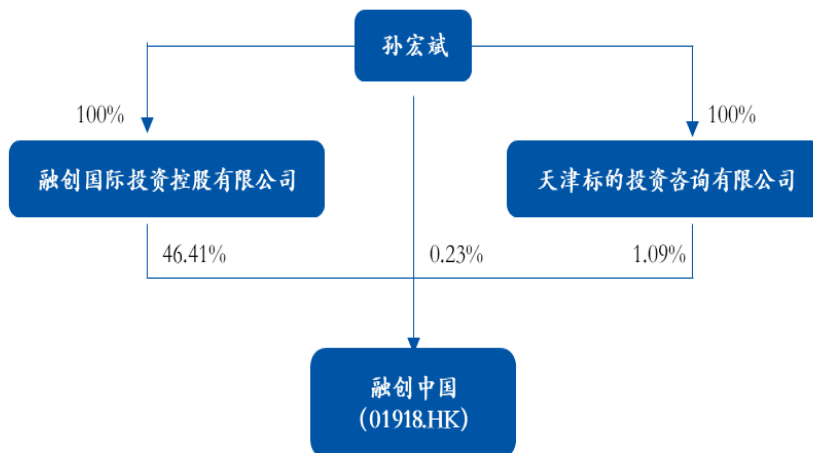 孙宏斌
100%
100%
融创国际投资控股有限公司
天津标的投资咨询有限公司
46.41%
0.23%
1.09%
融创中国
(01918.HK)